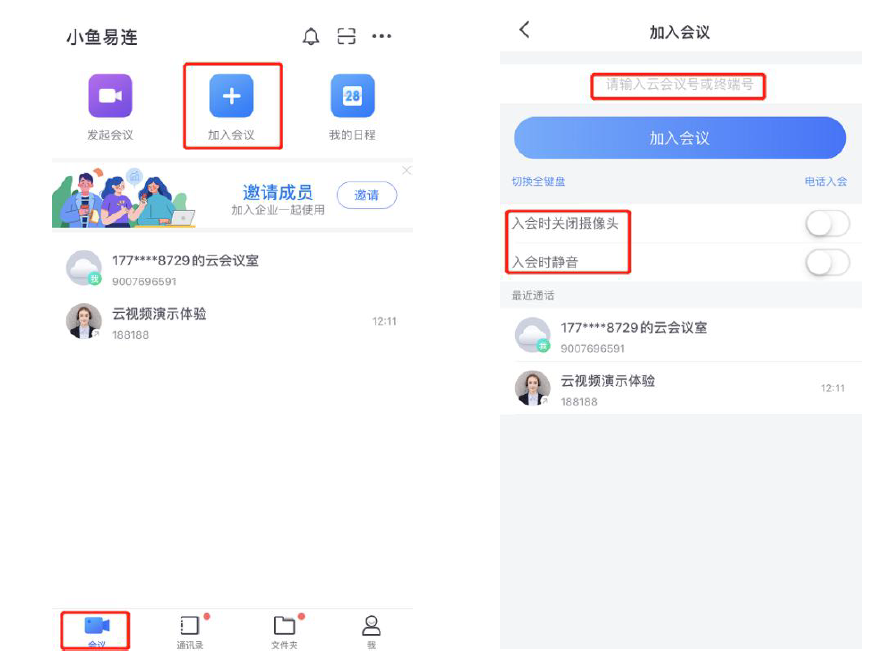 小鱼易连
28
发起会议
加入会议
我的日程
邀请成员
加入企业一起使用
邀请
177****8729的云会议室
9007696591
我
云视频演示体验
188188
12:11
会议
通讯录
文件夹
我
加入会议
请输入云会议号或终端号
加入会议
切换全键盘
电话入会
入会时关闭摄像头
入会时静音
最近通话
177****8729的云会议室
9007696591
我
云视频演示体验
188188
12:11